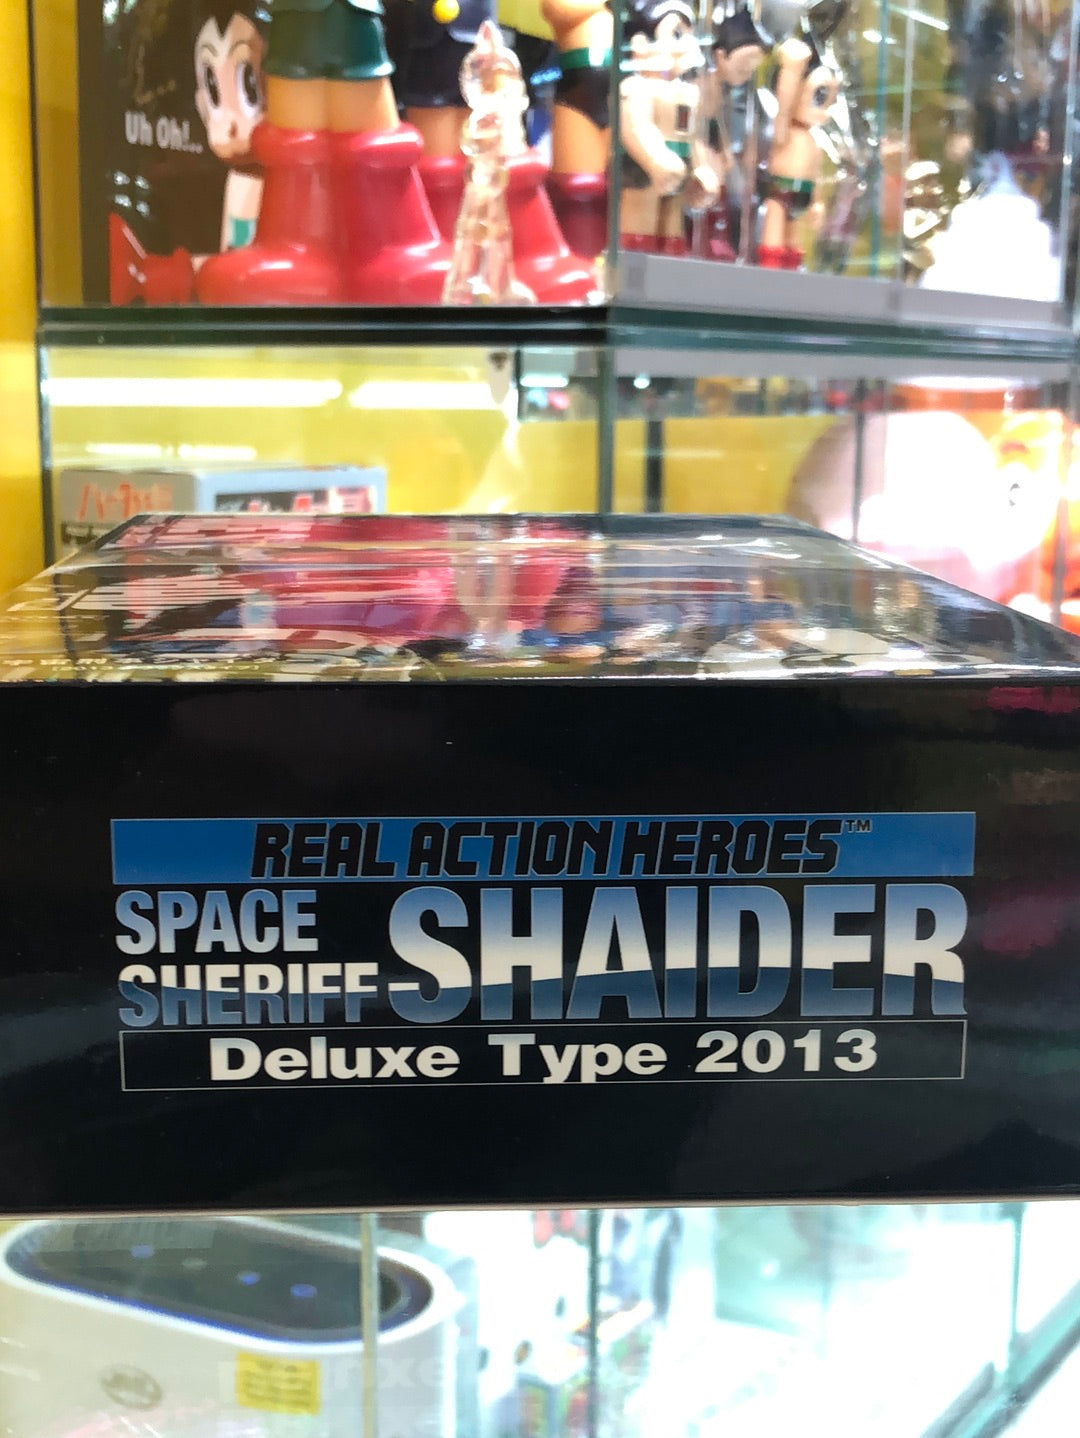 Uh Oh!..
REAL ACTION HEROES™
SPACE
SHERIFF-SHAIDER
Deluxe Type 2013